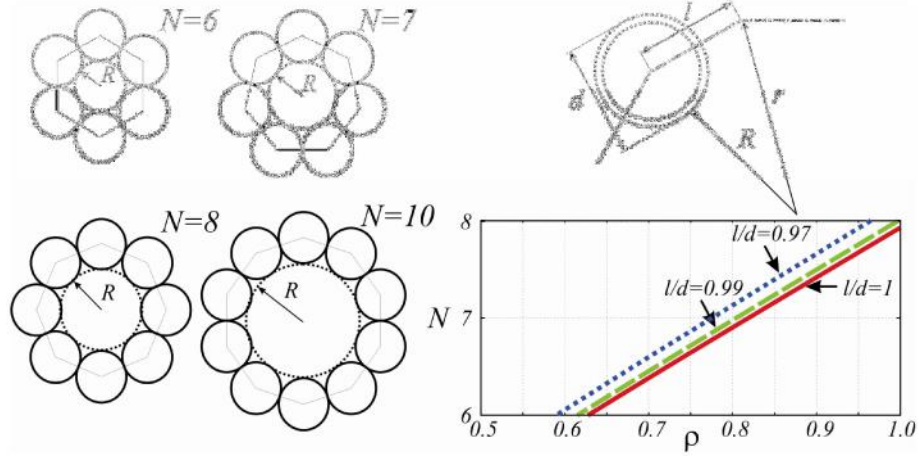 N=6
N=7
R
R
l
d
r
R
N=8
N=10
R
R
8
7
6
N
l/d=0.97
l/d=0.99
l/d=1
0.5
0.6
0.7
0.8
0.9
1.0
ρ